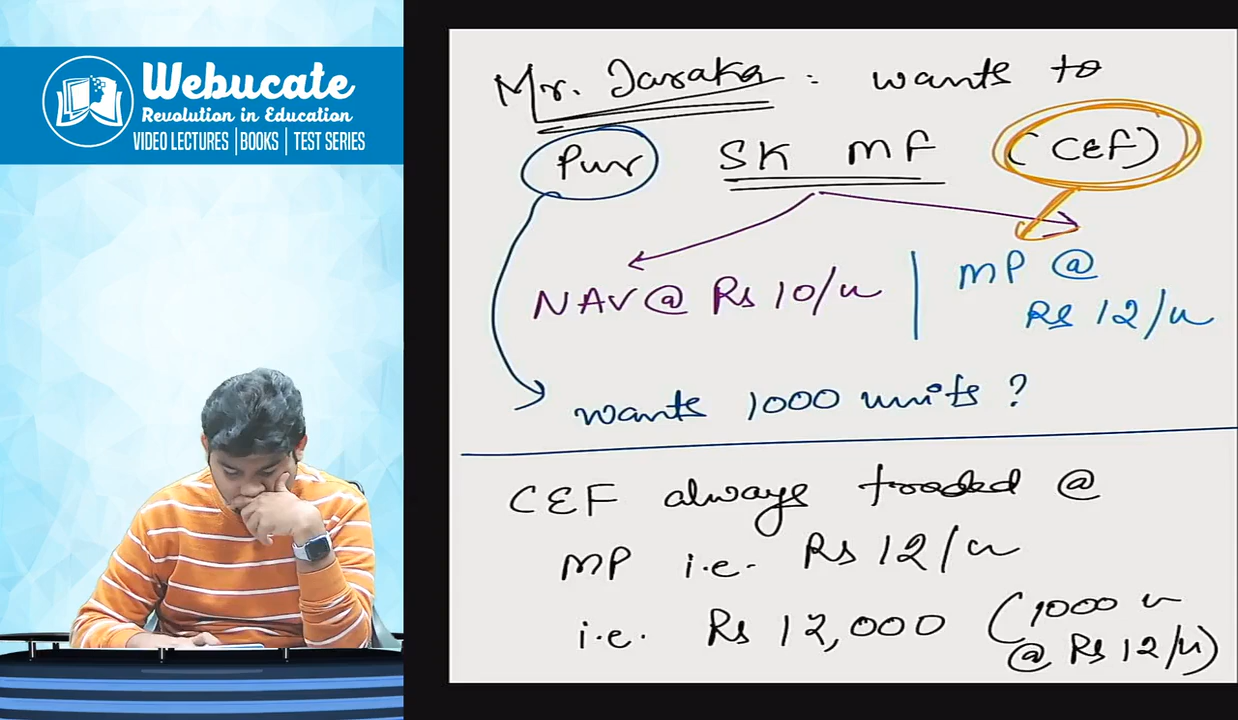 Webucate
Revolution in Education
VIDEO LECTURES | BOOKS | TEST SERIES
Mr. Jaraka : wants to
Pur SK MF (CEF)
NAV @ Rs 10/u | MP @
Rs 12/u
wants 1000 units ?
CEF always traded @
MP i.e. Rs 12/u
i.e. Rs 12,000 (1000 u
@ Rs 12/u)